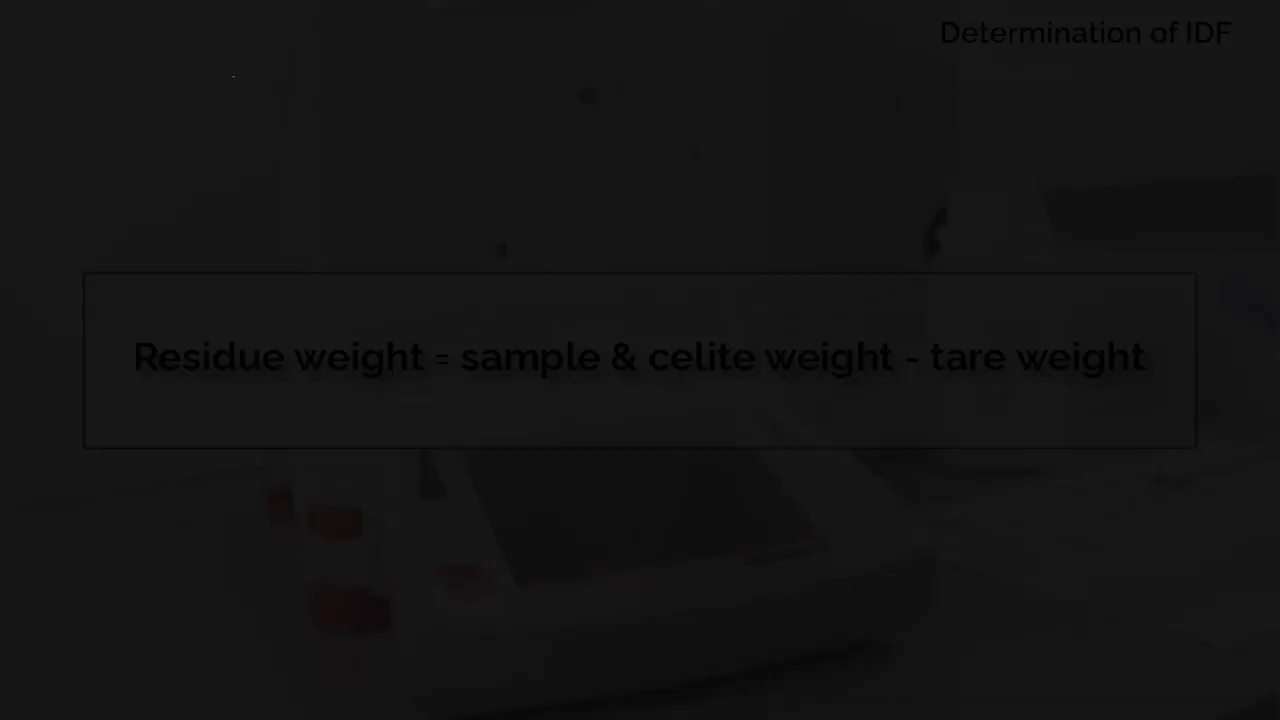 Determination of IDF
Residue weight = sample & celite weight - tare weight